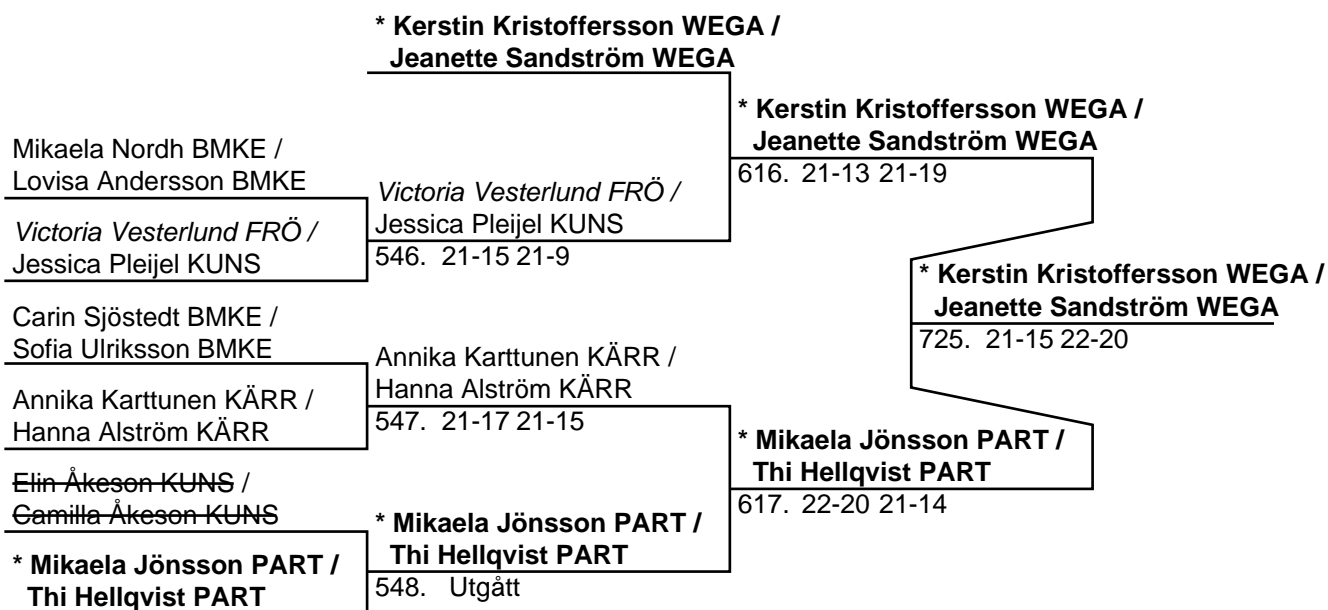 * Kerstin Kristoffersson WEGA /
Jeanette Sandström WEGA
* Kerstin Kristoffersson WEGA /
Jeanette Sandström WEGA
616. 21-13 21-19
Mikaela Nordh BMKE /
Lovisa Andersson BMKE
Victoria Vesterlund FRÖ /
Jessica Pleijel KUNS
546. 21-15 21-9
Victoria Vesterlund FRÖ /
Jessica Pleijel KUNS
* Kerstin Kristoffersson WEGA /
Jeanette Sandström WEGA
725. 21-15 22-20
Carin Sjöstedt BMKE /
Sofia Ulriksson BMKE
Annika Karttunen KÄRR /
Hanna Alström KÄRR
547. 21-17 21-15
Annika Karttunen KÄRR /
Hanna Alström KÄRR
* Mikaela Jönsson PART /
Thi Hellqvist PART
617. 22-20 21-14
Elin Åkeson KUNS /
Camilla Åkeson KUNS
* Mikaela Jönsson PART /
Thi Hellqvist PART
548. Utgått
* Mikaela Jönsson PART /
Thi Hellqvist PART